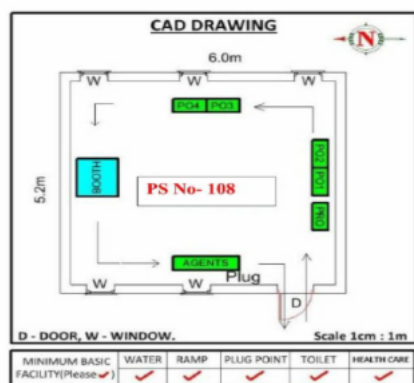 CAD DRAWING
N
6.0m
W W W
PO4 PO3
5.2m
BOOTH
PO2
PO1
PS No- 108
PRO
AGENTS
Plug
W W
D
D - DOOR, W - WINDOW. Scale 1cm : 1m
MINIMUM BASIC FACILITY(Please✔) WATER RAMP PLUG POINT TOILET HEALTH CARE
✔ ✔ ✔ ✔ ✔